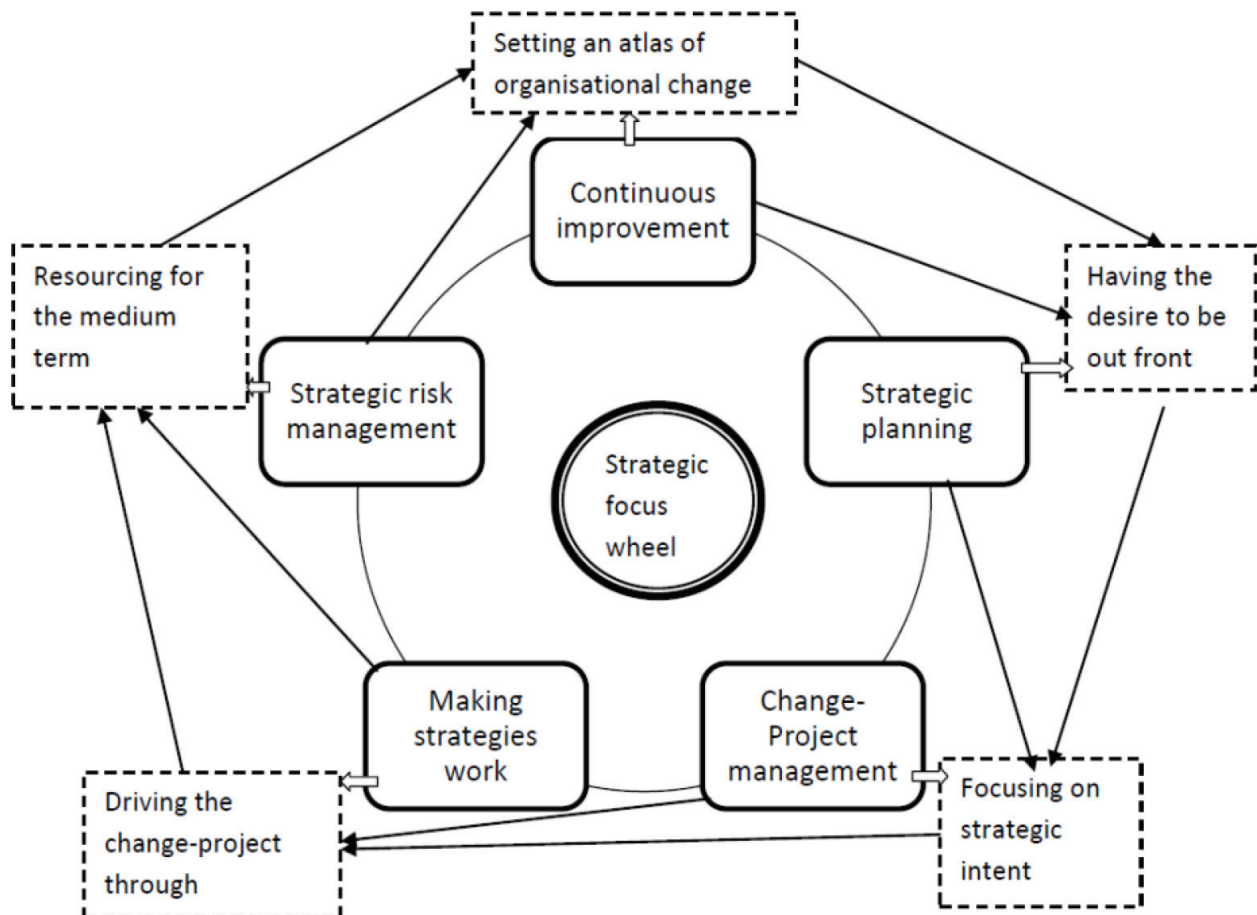 Setting an atlas of
organisational change
Continuous
improvement
Resourcing for
the medium
term
Having the
desire to be
out front
Strategic risk
management
Strategic
planning
Strategic
focus
wheel
Making
strategies
work
Change-
Project
management
Driving the
change-project
through
Focusing on
strategic
intent